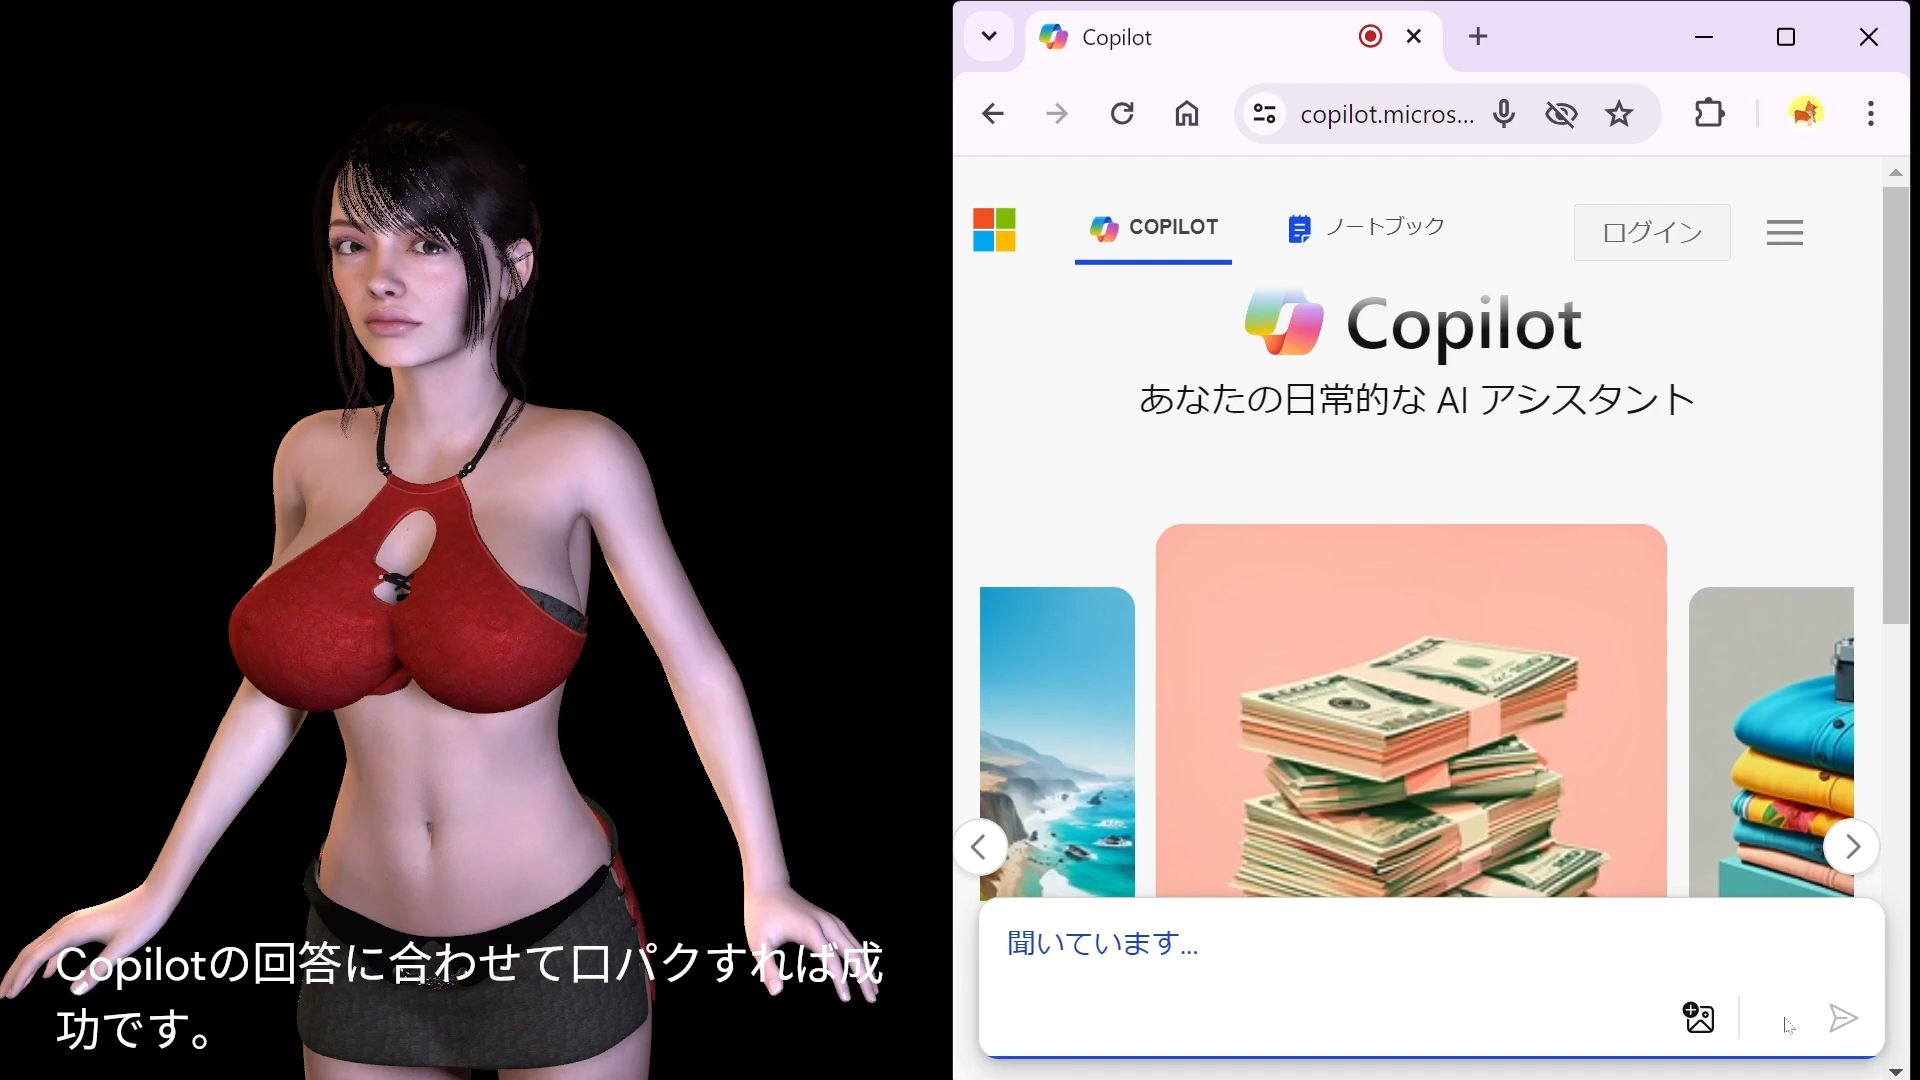 Copilot
copilot.micros...
COPILOT
ノートブック
ログイン
Copilot
あなたの日常的な AI アシスタント
聞いています...
Copilotの回答に合わせて口パクすれば成
功です。